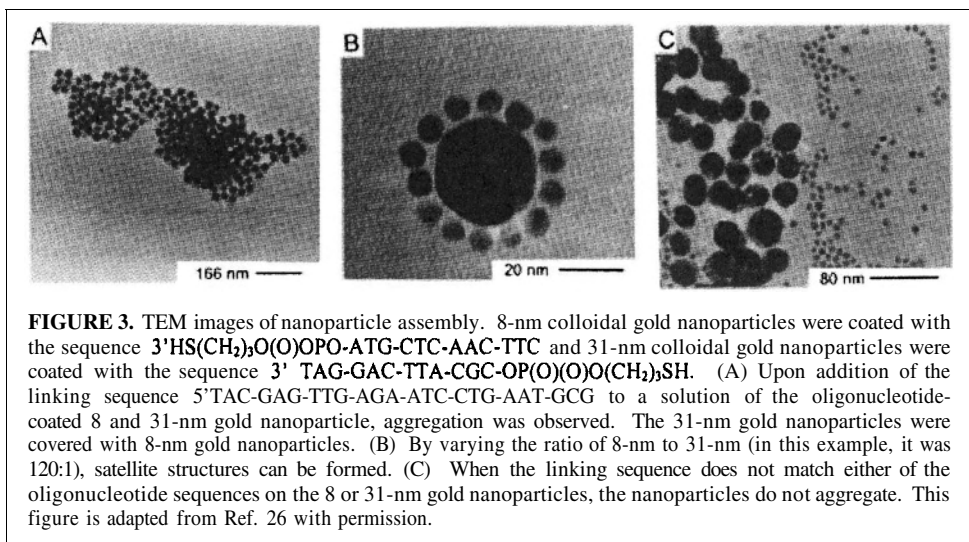 A
B
C
166 nm
20 nm
80 nm
FIGURE 3. TEM images of nanoparticle assembly. 8-nm colloidal gold nanoparticles were coated with
the sequence 3'HS(CH₂)₃O(O)OPO-ATG-CTC-AAC-TTC and 31-nm colloidal gold nanoparticles were
coated with the sequence 3' TAG-GAC-TTA-CGC-OP(O)(O)O(CH₂)₃SH. (A) Upon addition of the
linking sequence 5'TAC-GAG-TTG-AGA-ATC-CTG-AAT-GCG to a solution of the oligonucleotide-
coated 8 and 31-nm gold nanoparticle, aggregation was observed. The 31-nm gold nanoparticles were
covered with 8-nm gold nanoparticles. (B) By varying the ratio of 8-nm to 31-nm (in this example, it was
120:1), satellite structures can be formed. (C) When the linking sequence does not match either of the
oligonucleotide sequences on the 8 or 31-nm gold nanoparticles, the nanoparticles do not aggregate. This
figure is adapted from Ref. 26 with permission.